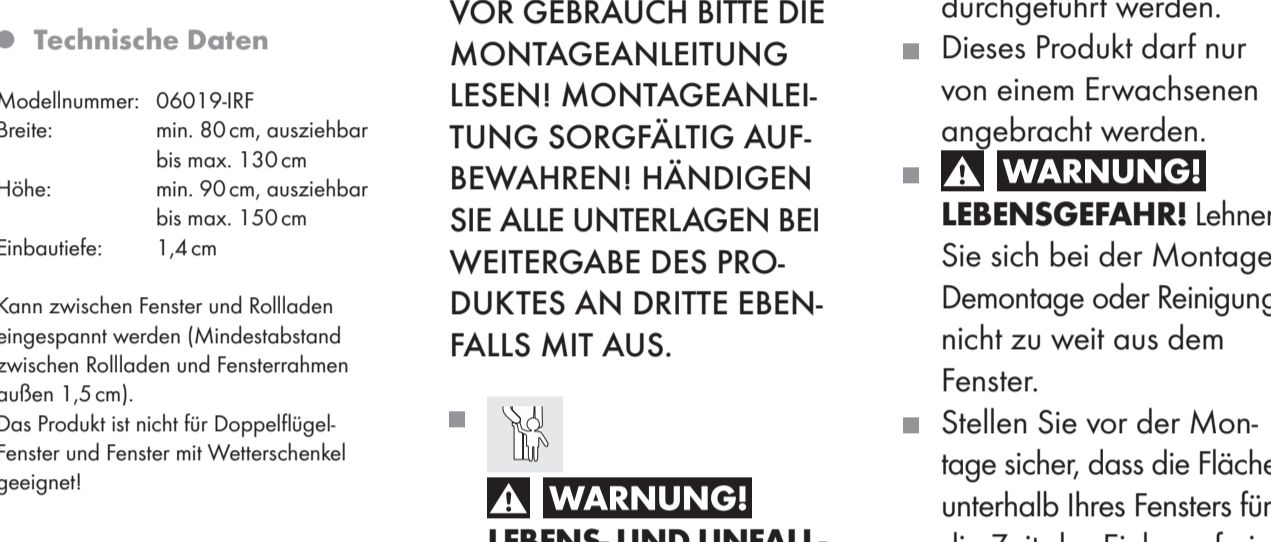 Technische Daten
Modellnummer: 06019-IRF
Breite: min. 80 cm, ausziehbar
bis max. 130 cm
Höhe: min. 90 cm, ausziehbar
bis max. 150 cm
Einbautiefe: 1,4 cm
Kann zwischen Fenster und Rollladen
eingespannt werden (Mindestabstand
zwischen Rollladen und Fensterrahmen
außen 1,5 cm).
Das Produkt ist nicht für Doppelflügel-
Fenster und Fenster mit Wetterschenkel
geeignet!
VOR GEBRAUCH BITTE DIE
MONTAGEANLEITUNG
LESEN! MONTAGEANLEI-
TUNG SORGFÄLTIG AUF-
BEWAHREN! HÄNDIGEN
SIE ALLE UNTERLAGEN BEI
WEITERGABE DES PRO-
DUKTES AN DRITTE EBEN-
FALLS MIT AUS.
WARNUNG!
LEBENS- UND UNFALL-
durchgeführt werden.
Dieses Produkt darf nur
von einem Erwachsenen
angebracht werden.
WARNUNG!
LEBENSGEFAHR! Lehnen
Sie sich bei der Montage
Demontage oder Reinigung
nicht zu weit aus dem
Fenster.
Stellen Sie vor der Mon-
tage sicher, dass die Fläche
unterhalb Ihres Fensters für